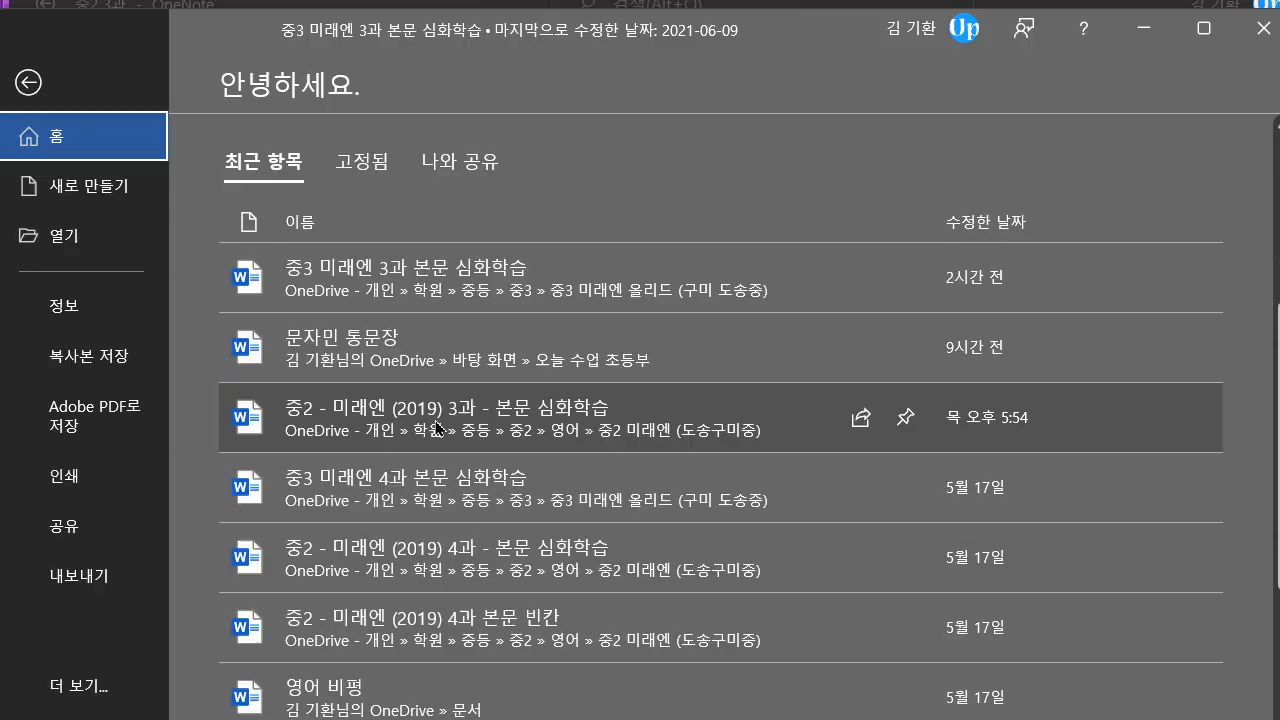 중2 3과 - OneNote
검색(Alt+Q)
김 기환
중3 미래엔 3과 본문 심화학습 • 마지막으로 수정한 날짜: 2021-06-09
김 기환
Up
?
안녕하세요.
홈
새로 만들기
열기
정보
복사본 저장
Adobe PDF로
저장
인쇄
공유
내보내기
더 보기...
최근 항목 고정됨 나와 공유
이름 수정한 날짜
중3 미래엔 3과 본문 심화학습
OneDrive - 개인 » 학원 » 중등 » 중3 » 중3 미래엔 올리드 (구미 도송중)
2시간 전
문자민 통문장
김 기환님의 OneDrive » 바탕 화면 » 오늘 수업 초등부
9시간 전
중2 - 미래엔 (2019) 3과 - 본문 심화학습
OneDrive - 개인 » 학원 » 중등 » 중2 » 영어 » 중2 미래엔 (도송구미중)
목 오후 5:54
중3 미래엔 4과 본문 심화학습
OneDrive - 개인 » 학원 » 중등 » 중3 » 중3 미래엔 올리드 (구미 도송중)
5월 17일
중2 - 미래엔 (2019) 4과 - 본문 심화학습
OneDrive - 개인 » 학원 » 중등 » 중2 » 영어 » 중2 미래엔 (도송구미중)
5월 17일
중2 - 미래엔 (2019) 4과 본문 빈칸
OneDrive - 개인 » 학원 » 중등 » 중2 » 영어 » 중2 미래엔 (도송구미중)
5월 17일
영어 비평
김 기환님의 OneDrive » 문서
5월 17일